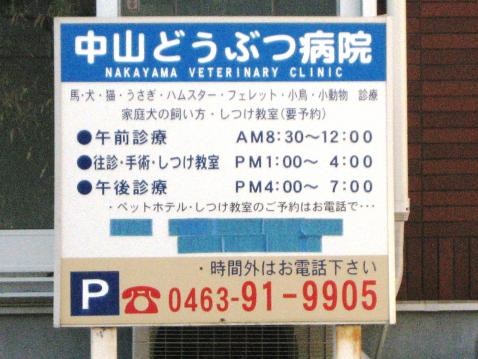 中山どうぶつ病院
NAKAYAMA VETERINARY CLINIC
馬・犬・猫・うさぎ・ハムスター・フェレット・小鳥・小動物 診療
家庭犬の飼い方・しつけ教室(要予約)
●午前診療 AM8:30〜12:00
●往診・手術・しつけ教室 PM1:00〜 4:00
●午後診療 PM4:00〜 7:00
・ペットホテル・しつけ教室のご予約はお電話で・・・
・時間外はお電話下さい
P ☎0463-91-9905